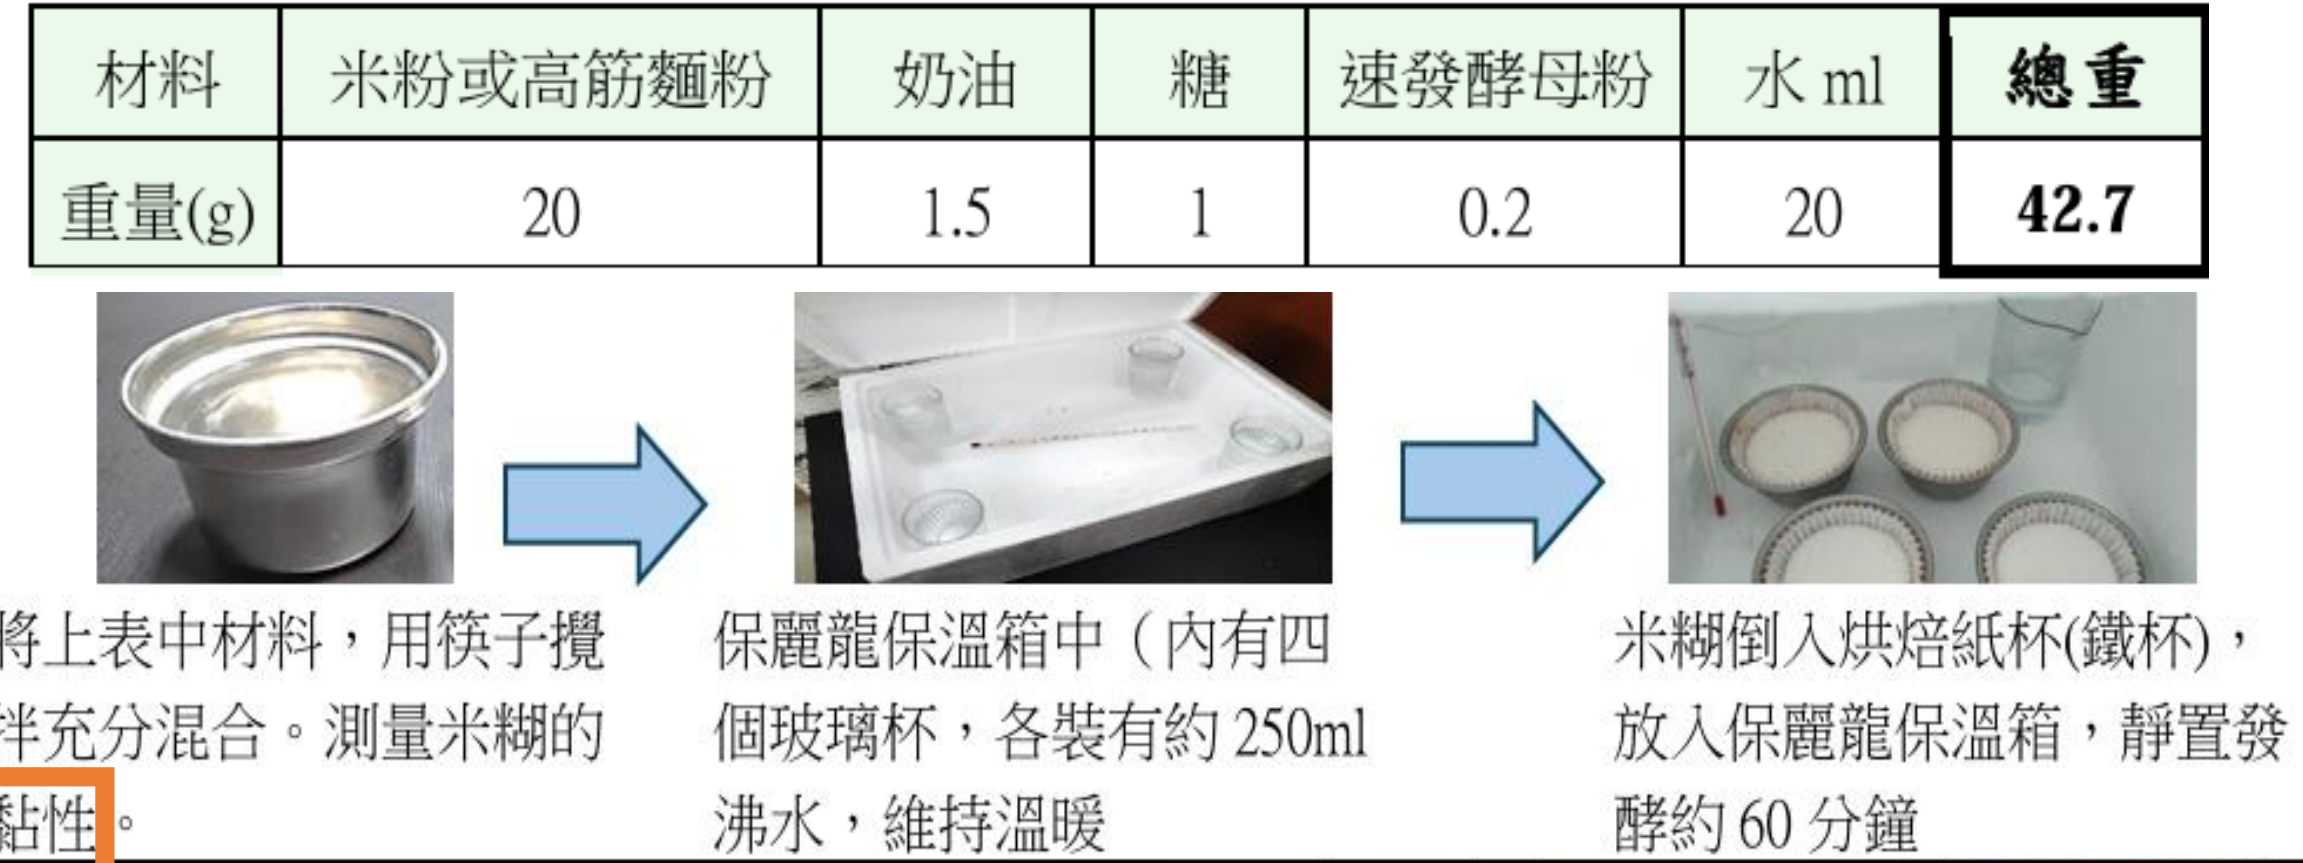 材料 米粉或高筋麵粉 奶油 糖 速發酵母粉 水 ml 總重
重量(g) 20 1.5 1 0.2 20 42.7
將上表中材料，用筷子攪
拌充分混合。測量米糊的
黏性。
保麗龍保溫箱中（內有四
個玻璃杯，各裝有約 250ml
沸水，維持溫暖
米糊倒入烘焙紙杯(鐵杯)，
放入保麗龍保溫箱，靜置發
酵約 60 分鐘